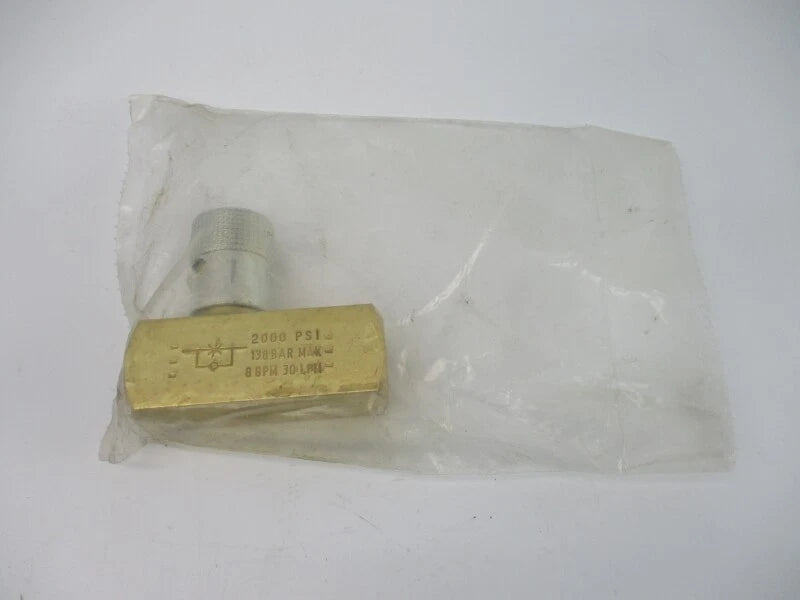 2000 PSI
138 BAR MAX
8 GPM 30 LPM